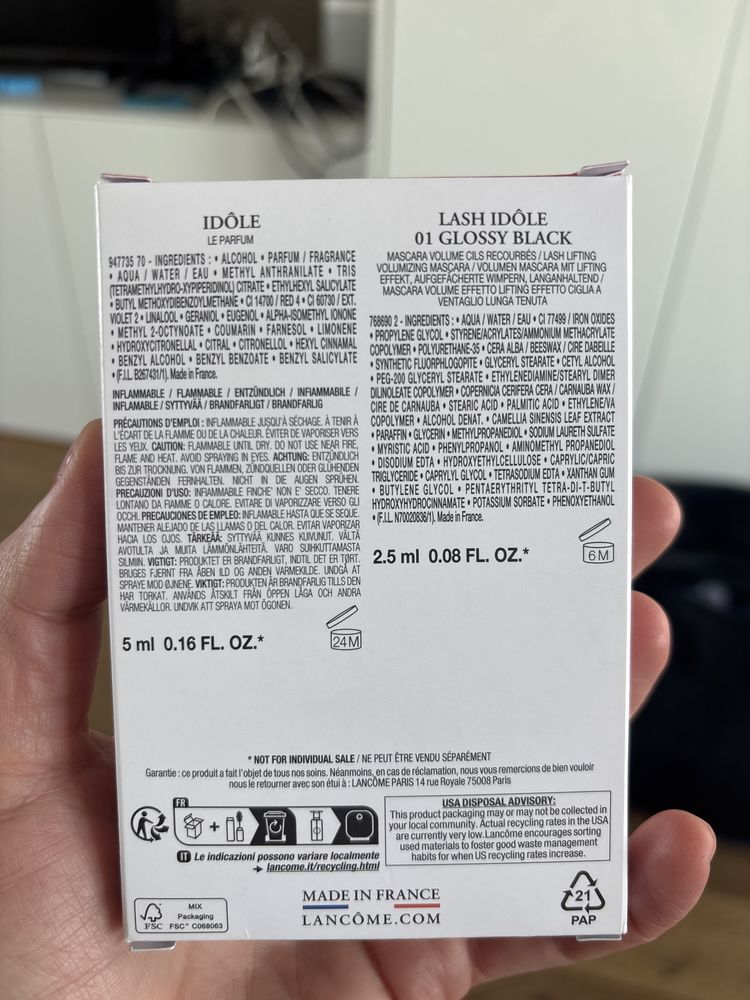 IDÔLE
LE PARFUM
947735 70 - INGREDIENTS : • ALCOHOL • PARFUM / FRAGRANCE
• AQUA / WATER / EAU • METHYL ANTHRANILATE • TRIS
(TETRAMETHYLHYDRO-XYPIPERIDINOL) CITRATE • ETHYLHEXYL SALICYLATE
• BUTYL METHOXYDIBENZOYLMETHANE • CI 14700 / RED 4 • CI 60730 / EXT.
VIOLET 2 • LINALOOL • GERANIOL • EUGENOL • ALPHA-ISOMETHYL IONONE
• METHYL 2-OCTYNOATE • COUMARIN • FARNESOL • LIMONENE
• HYDROXYCITRONELLAL • CITRAL • CITRONELLOL • HEXYL CINNAMAL
• BENZYL ALCOHOL • BENZYL BENZOATE • BENZYL SALICYLATE
• (F.I.L. B267431/1). Made in France.
INFLAMMABLE / FLAMMABLE / ENTZÜNDLICH / INFIAMMABILE /
INFLAMABLE / SYTTYVÄÄ / BRANDFARLIGT / BRANDFARLIG
PRÉCAUTIONS D'EMPLOI : INFLAMMABLE JUSQU'À SÉCHAGE. À TENIR À
L'ÉCART DE LA FLAMME OU DE LA CHALEUR. ÉVITER DE VAPORISER VERS
LES YEUX. CAUTION: FLAMMABLE UNTIL DRY. DO NOT USE NEAR FIRE,
FLAME AND HEAT. AVOID SPRAYING IN EYES. ACHTUNG: ENTZÜNDLICH
BIS ZUR TROCKNUNG. VON FLAMMEN, ZÜNDQUELLEN ODER GLÜHENDEN
GEGENSTÄNDEN FERNHALTEN. NICHT IN DIE AUGEN SPRÜHEN.
PRECAUZIONI D'USO: INFIAMMABILE FINCHE' NON E' SECCO. TENERE
LONTANO DA FIAMME O CALORE. EVITARE DI VAPORIZZARE VERSO GLI
OCCHI. PRECAUCIONES DE EMPLEO: INFLAMABLE HASTA QUE SE SEQUE.
MANTENER ALEJADO DE LAS LLAMAS O DEL CALOR. EVITAR VAPORIZAR
HACIA LOS OJOS. TÄRKEÄÄ: SYTTYVÄÄ KUNNES KUIVUNUT. VÄLTÄ
AVOTULTA JA MUITA LÄMMÖNLÄHTEITÄ. VARO SUIHKUTTAMASTA
SILMIIN. VIGTIGT: PRODUKTET ER BRANDFARLIGT, INDTIL DET ER TØRT.
BRUGES FJERNT FRA ÅBEN ILD OG ANDEN VARMEKILDE. UNDGÅ AT
SPRAYE MOD ØJNENE. VIKTIGT: PRODUKTEN ÄR BRANDFARLIG TILLS DEN
HAR TORKAT. ANVÄNDS ÅTSKILT FRÅN ÖPPEN LÅGA OCH ANDRA
VÄRMEKÄLLOR. UNDVIK ATT SPRAYA MOT ÖGONEN.
5 ml 0.16 FL. OZ.*
24M
LASH IDÔLE
01 GLOSSY BLACK
MASCARA VOLUME CILS RECOURBÉS / LASH LIFTING
VOLUMIZING MASCARA / VOLUMEN MASCARA MIT LIFTING
EFFEKT, AUFGEFÄCHERTE WIMPERN, LANGANHALTEND /
MASCARA VOLUME EFFETTO LIFTING EFFETTO CIGLIA A
VENTAGLIO LUNGA TENUTA
768690 2 - INGREDIENTS : • AQUA / WATER / EAU • CI 77499 / IRON OXIDES
• PROPYLENE GLYCOL • STYRENE/ACRYLATES/AMMONIUM METHACRYLATE
COPOLYMER • POLYURETHANE-35 • CERA ALBA / BEESWAX / CIRE DABEILLE
• SYNTHETIC FLUORPHLOGOPITE • GLYCERYL STEARATE • CETYL ALCOHOL
• PEG-200 GLYCERYL STEARATE • ETHYLENEDIAMINE/STEARYL DIMER
DILINOLEATE COPOLYMER • COPERNICIA CERIFERA CERA / CARNAUBA WAX /
CIRE DE CARNAUBA • STEARIC ACID • PALMITIC ACID • ETHYLENE/VA
COPOLYMER • ALCOHOL DENAT. • CAMELLIA SINENSIS LEAF EXTRACT
• PARAFFIN • GLYCERIN • METHYLPROPANEDIOL • SODIUM LAURETH SULFATE
• MYRISTIC ACID • PHENYLPROPANOL • AMINOMETHYL PROPANEDIOL
• DISODIUM EDTA • HYDROXYETHYLCELLULOSE • CAPRYLIC/CAPRIC
TRIGLYCERIDE • CAPRYLYL GLYCOL • TETRASODIUM EDTA • XANTHAN GUM
• BUTYLENE GLYCOL • PENTAERYTHRITYL TETRA-DI-T-BUTYL
HYDROXYHYDROCINNAMATE • POTASSIUM SORBATE • PHENOXYETHANOL
• (F.I.L. N70020836/1). Made in France.
2.5 ml 0.08 FL. OZ.*
6M
* NOT FOR INDIVIDUAL SALE / NE PEUT ÊTRE VENDU SÉPARÉMENT
Garantie : ce produit a fait l'objet de tous nos soins. Néanmoins, en cas de réclamation, nous vous remercions de bien vouloir
nous le retourner avec son étui à : LANCÔME PARIS 14 rue Royale 75008 Paris
FR
+
IT Le indicazioni possono variare localmente
→ lancome.it/recycling.html
USA DISPOSAL ADVISORY:
This product packaging may or may not be collected in
your local community. Actual recycling rates in the USA
are currently very low. Lancôme encourages sorting
used materials to foster good waste management
habits for when US recycling rates increase.
FSC
MIX
Packaging
FSC® C068063
MADE IN FRANCE
LANCOME.COM
21
PAP